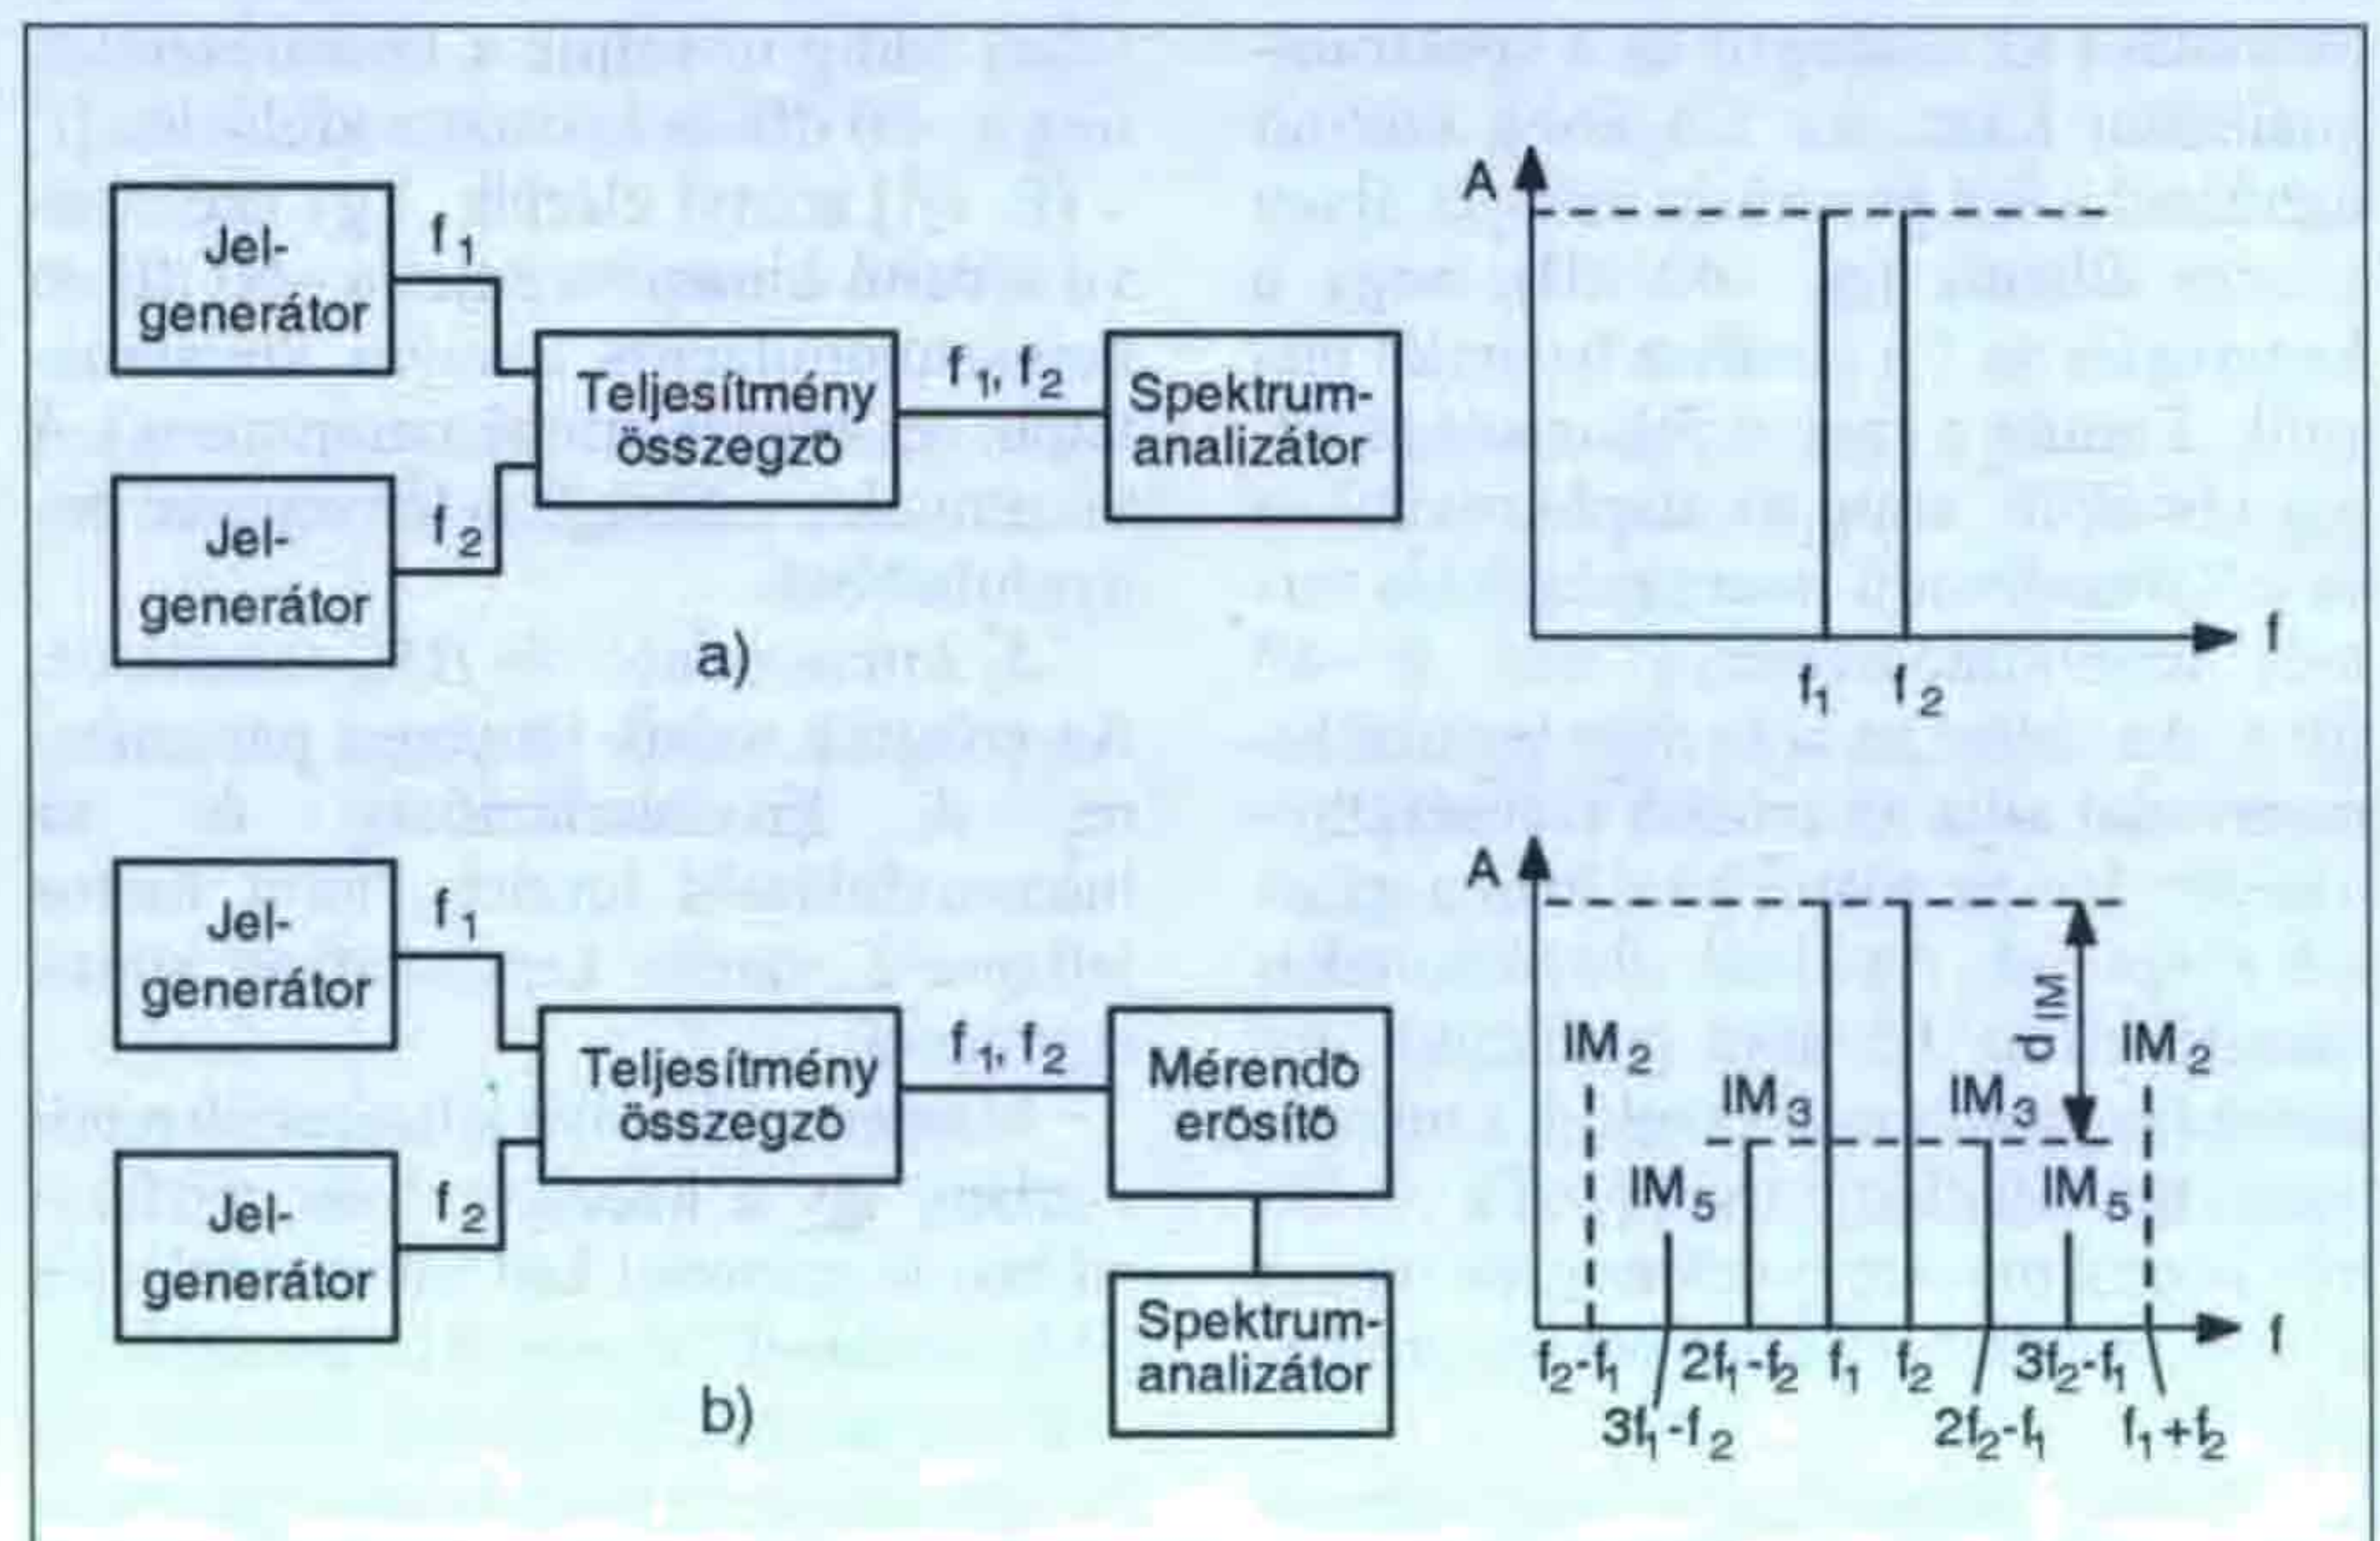 Jel-
generátor
f1
Jel-
generátor
f2
Teljesítmény
összegző
f1, f2
Spektrum-
analizátor
a)
A
f
f1
f2
Jel-
generátor
f1
Jel-
generátor
f2
Teljesítmény
összegző
f1, f2
Mérendő
erősítő
Spektrum-
analizátor
b)
A
dIM
IM2
IM2
IM3
IM3
IM5
IM5
f2-f1
2f1-f2
f1
f2
3f2-f1
f
3f1-f2
2f2-f1
f1+f2